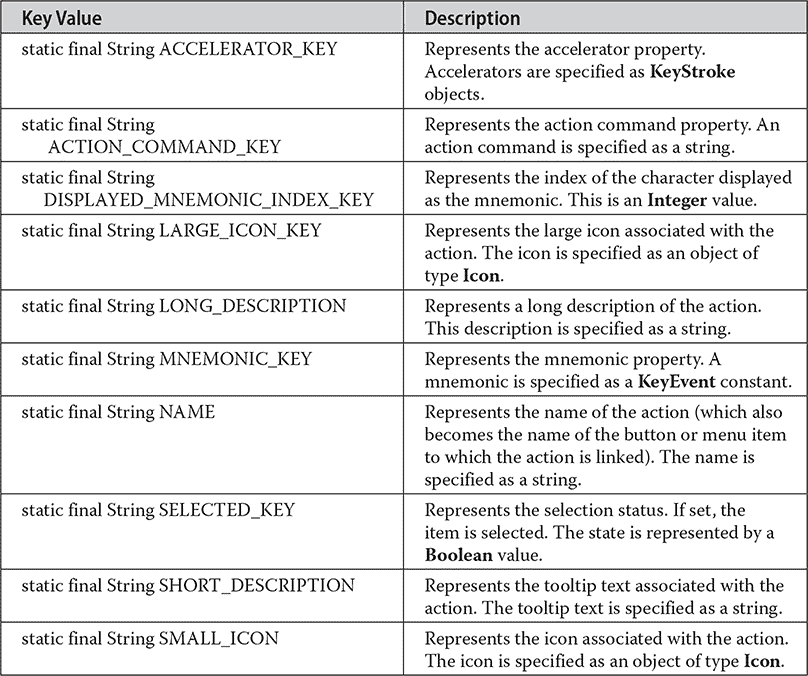 Key Value
Description
static final String ACCELERATOR_KEY
Represents the accelerator property.
Accelerators are specified as KeyStroke
objects.
static final String
ACTION_COMMAND_KEY
Represents the action command property. An
action command is specified as a string.
static final String
DISPLAYED_MNEMONIC_INDEX_KEY
Represents the index of the character displayed
as the mnemonic. This is an Integer value.
static final String LARGE_ICON_KEY
Represents the large icon associated with the
action. The icon is specified as an object of
type Icon.
static final String LONG_DESCRIPTION
Represents a long description of the action.
This description is specified as a string.
static final String MNEMONIC_KEY
Represents the mnemonic property. A
mnemonic is specified as a KeyEvent constant.
static final String NAME
Represents the name of the action (which also
becomes the name of the button or menu item
to which the action is linked). The name is
specified as a string.
static final String SELECTED_KEY
Represents the selection status. If set, the
item is selected. The state is represented by a
Boolean value.
static final String SHORT_DESCRIPTION
Represents the tooltip text associated with the
action. The tooltip text is specified as a string.
static final String SMALL_ICON
Represents the icon associated with the action.
The icon is specified as an object of type Icon.